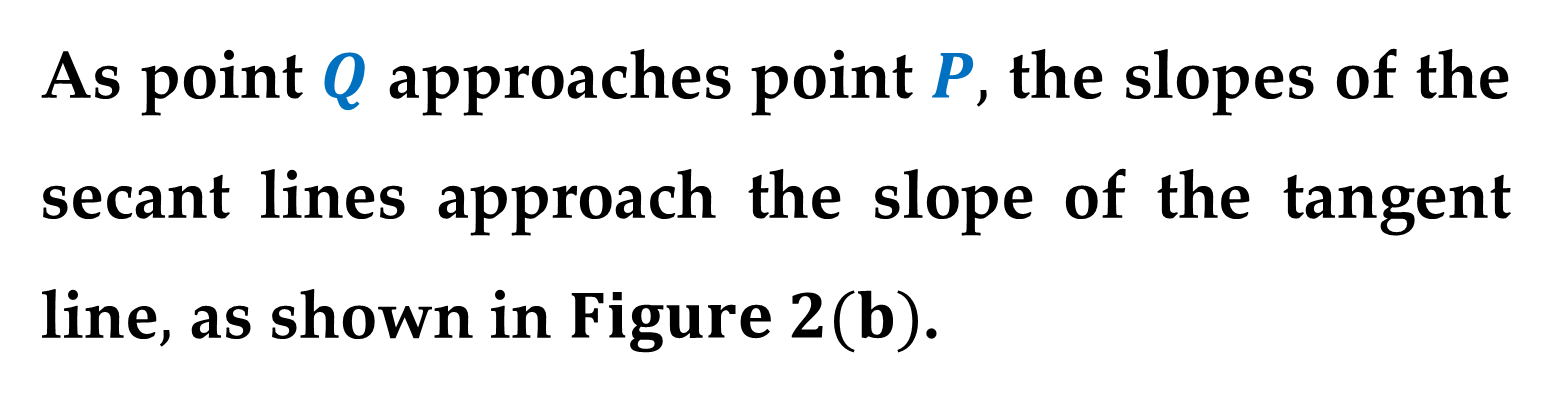 As point Q approaches point P, the slopes of the
secant lines approach the slope of the tangent
line, as shown in Figure 2(b).